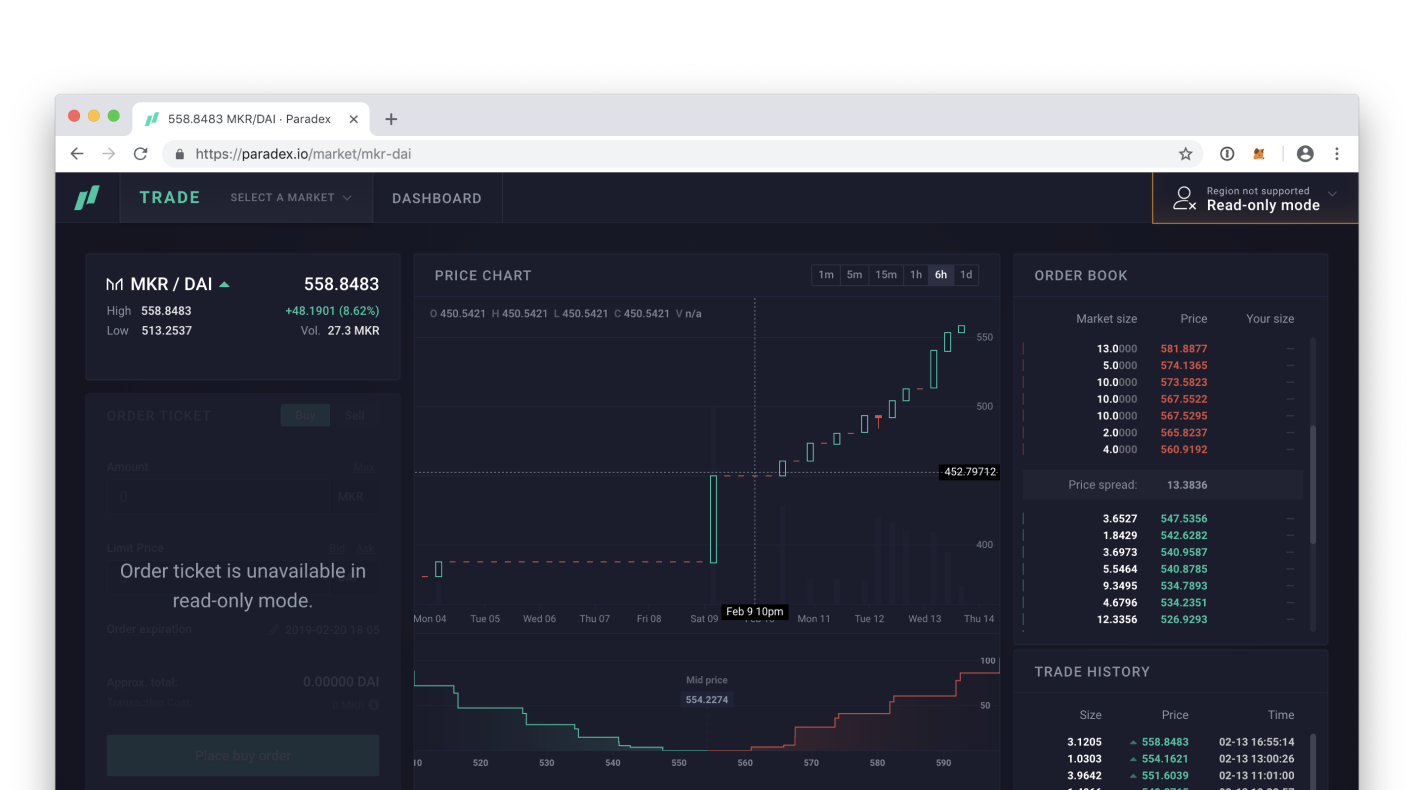 558.8483 MKR/DAI · Paradex
https://paradex.io/market/mkr-dai
TRADE
SELECT A MARKET
DASHBOARD
Region not supported
Read-only mode
MKR / DAI
558.8483
High 558.8483
+48.1901 (8.62%)
Low 513.2537
Vol. 27.3 MKR
ORDER TICKET
Buy
Sell
Amount
Max
0
MKR
Limit Price
Bid
Ask
Order ticket is unavailable in
read-only mode.
Order expiration
2019-02-20 18:05
Approx. total:
0.00000 DAI
Place buy order
PRICE CHART
1m
5m
15m
1h
6h
1d
O 450.5421 H 450.5421 L 450.5421 C 450.5421 V n/a
550
500
452.79712
400
Feb 9 10pm
Mon 04
Tue 05
Wed 06
Thu 07
Fri 08
Sat 09
Mon 11
Tue 12
Wed 13
Thu 14
100
Mid price
554.2274
50
520
530
540
550
560
570
580
590
ORDER BOOK
Market size Price Your size
13.0000 581.8877 –
5.0000 574.1365 –
10.0000 573.5823 –
10.0000 567.5522 –
10.0000 567.5295 –
2.0000 565.8237 –
4.0000 560.9192 –
Price spread: 13.3836
3.6527 547.5356 –
1.8429 542.6282 –
3.6973 540.9587 –
5.5464 540.8785 –
9.3495 534.7893 –
4.6796 534.2351 –
12.3356 526.9293 –
TRADE HISTORY
Size Price Time
3.1205 558.8483 02-13 16:55:14
1.0303 554.1621 02-13 13:00:26
3.9642 551.6039 02-13 11:01:00